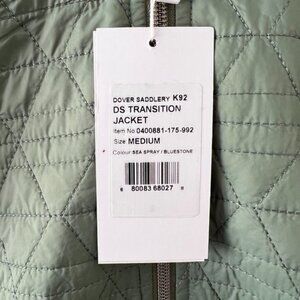 DOVER SADDLERY K92
DS TRANSITION
JACKET
Item No 0400881-175-992
Size MEDIUM
Colour SEA SPRAY / BLUESTONE
8 80083 68027